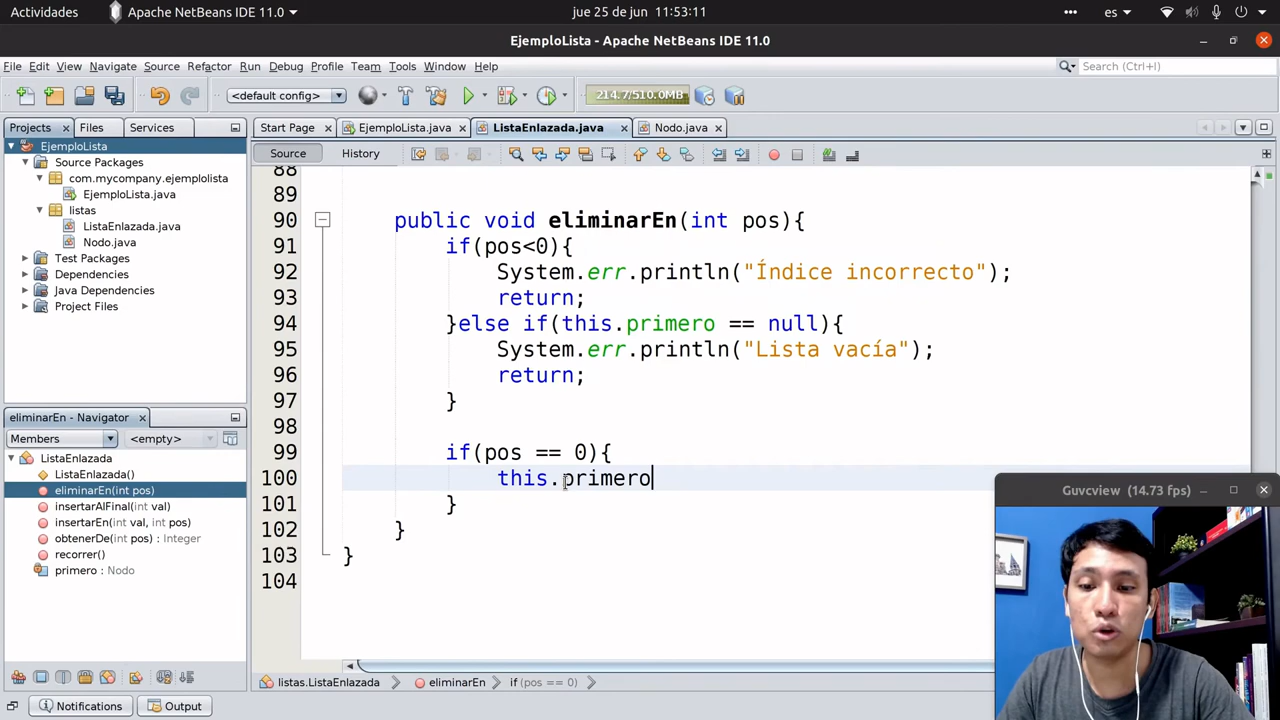 Actividades Apache NetBeans IDE 11.0 jue 25 de jun 11:53:11 es
EjemploLista - Apache NetBeans IDE 11.0
File Edit View Navigate Source Refactor Run Debug Profile Team Tools Window Help Search (Ctrl+I)
<default config> 214.7/510.0MB
Projects Files Services Start Page EjemploLista.java ListaEnlazada.java Nodo.java
EjemploLista
Source Packages
com.mycompany.ejemplolista
EjemploLista.java
listas
ListaEnlazada.java
Nodo.java
Test Packages
Dependencies
Java Dependencies
Project Files
eliminarEn - Navigator
Members <empty>
ListaEnlazada
ListaEnlazada()
eliminarEn(int pos)
insertarAlFinal(int val)
insertarEn(int val, int pos)
obtenerDe(int pos) : Integer
recorrer()
primero : Nodo
Source History
88
89
90 public void eliminarEn(int pos){
91 if(pos<0){
92 System.err.println("Índice incorrecto");
93 return;
94 }else if(this.primero == null){
95 System.err.println("Lista vacía");
96 return;
97 }
98
99 if(pos == 0){
100 this.primero
101 }
102 }
103 }
104
Guvcview (14.73 fps)
listas.ListaEnlazada eliminarEn if (pos == 0)
Notifications Output